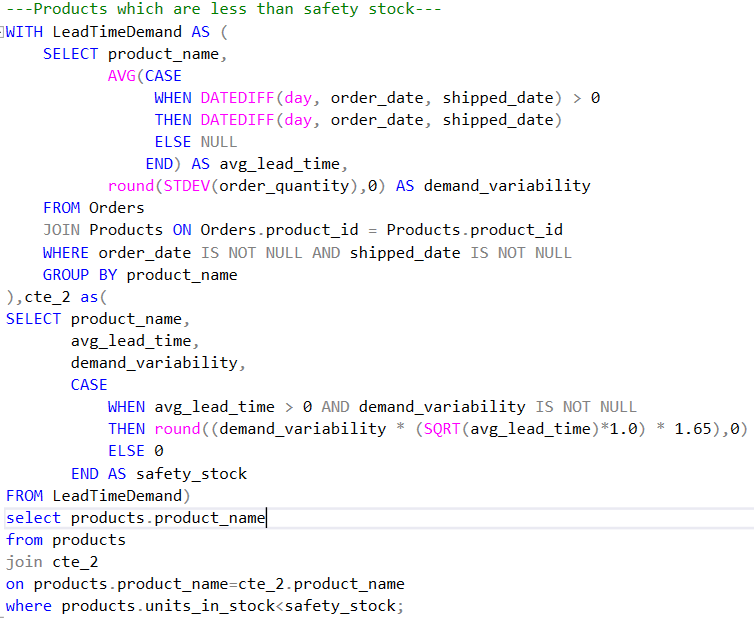 ---Products which are less than safety stock---
WITH LeadTimeDemand AS (
    SELECT product_name,
           AVG(CASE
                WHEN DATEDIFF(day, order_date, shipped_date) > 0
                THEN DATEDIFF(day, order_date, shipped_date)
                ELSE NULL
               END) AS avg_lead_time,
           round(STDEV(order_quantity),0) AS demand_variability
    FROM Orders
    JOIN Products ON Orders.product_id = Products.product_id
    WHERE order_date IS NOT NULL AND shipped_date IS NOT NULL
    GROUP BY product_name
),cte_2 as(
SELECT product_name,
       avg_lead_time,
       demand_variability,
       CASE
           WHEN avg_lead_time > 0 AND demand_variability IS NOT NULL
           THEN round((demand_variability * (SQRT(avg_lead_time)*1.0) * 1.65),0)
           ELSE 0
       END AS safety_stock
FROM LeadTimeDemand)
select products.product_name
from products
join cte_2
on products.product_name=cte_2.product_name
where products.units_in_stock<safety_stock;